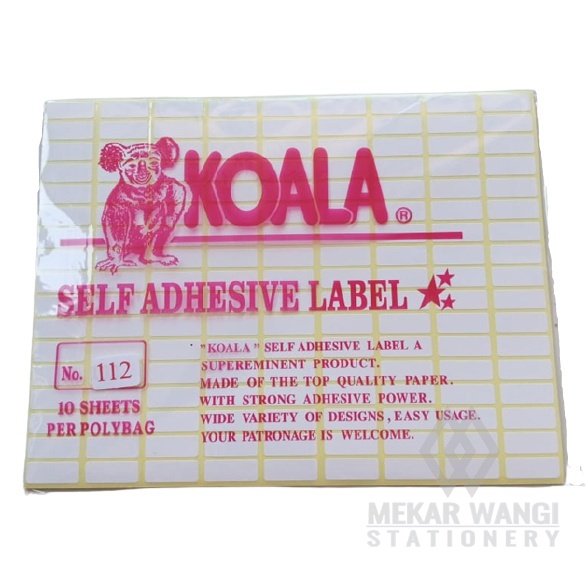 KOALA ®
SELF ADHESIVE LABEL
"KOALA" SELF ADHESIVE LABEL A
SUPEREMINENT PRODUCT.
MADE OF THE TOP QUALITY PAPER.
WITH STRONG ADHESIVE POWER.
WIDE VARIETY OF DESIGNS, EASY USAGE.
YOUR PATRONAGE IS WELCOME.
No. 112
10 SHEETS
PER POLYBAG
MEKAR WANGI
STATIONERY